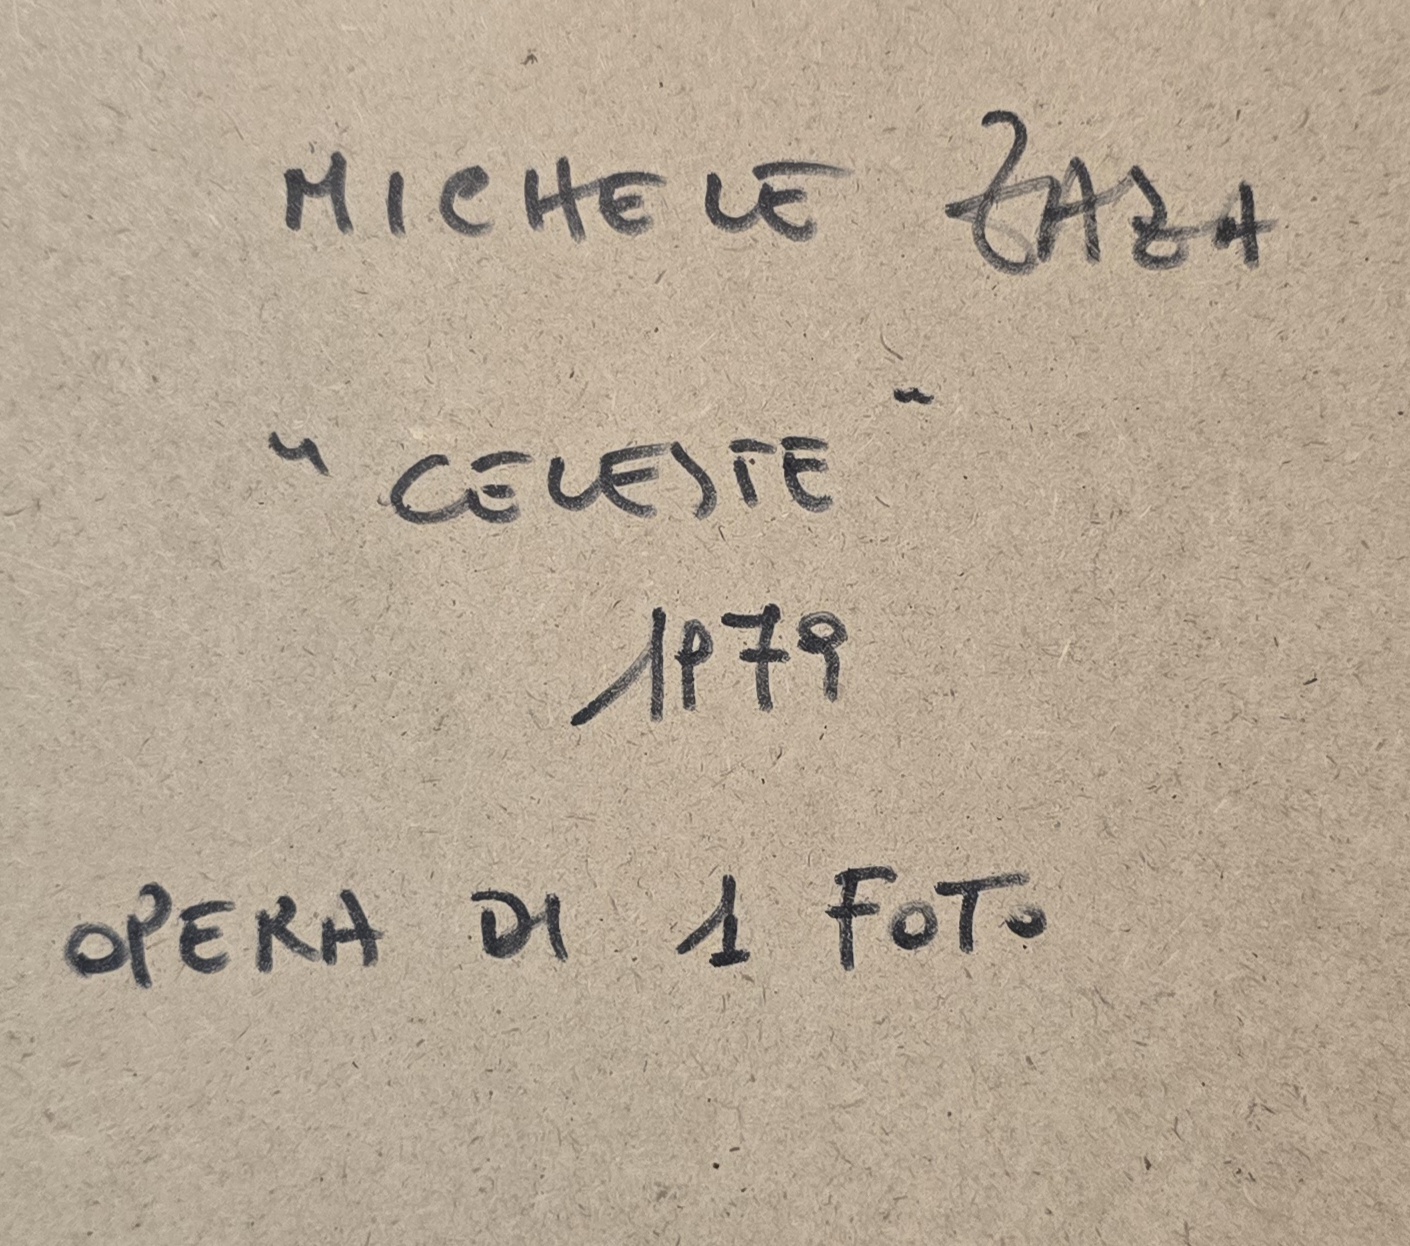 MICHELE ZAZA
"CELESTE"
1979
OPERA DI 1 FOTO